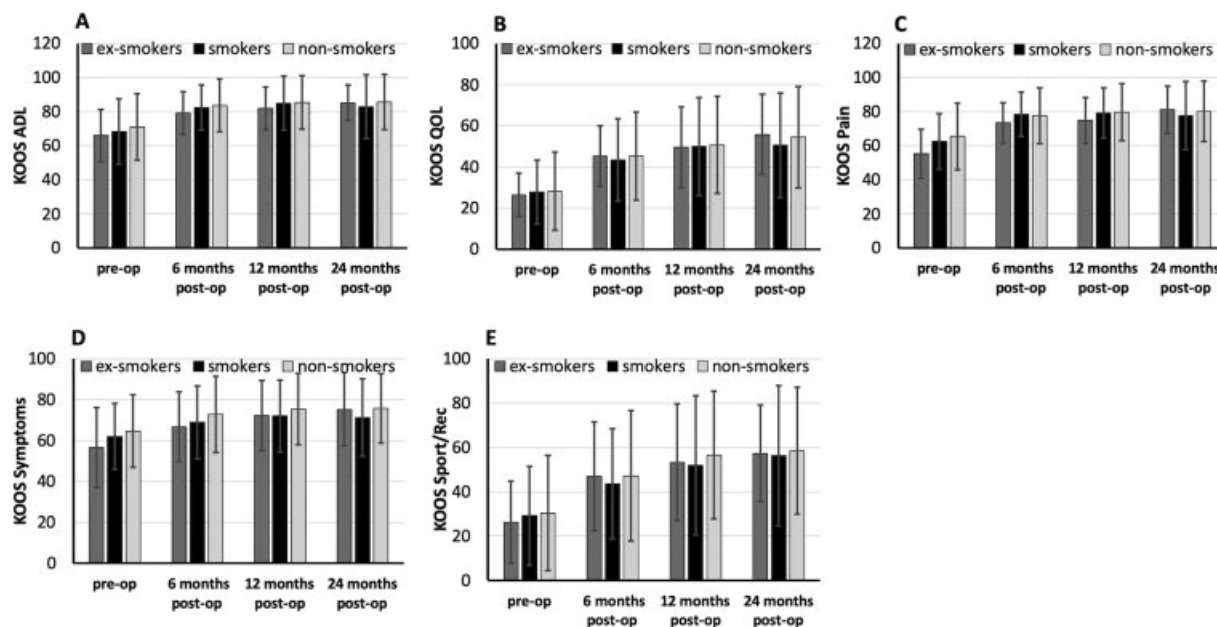 A
ex-smokers smokers non-smokers
KOOS ADL
120
100
80
60
40
20
0
pre-op 6 months post-op 12 months post-op 24 months post-op
B
ex-smokers smokers non-smokers
KOOS QOL
100
80
60
40
20
0
pre-op 6 months post-op 12 months post-op 24 months post-op
C
ex-smokers smokers non-smokers
KOOS Pain
120
100
80
60
40
20
0
pre-op 6 months post-op 12 months post-op 24 months post-op
D
ex-smokers smokers non-smokers
KOOS Symptoms
100
80
60
40
20
0
pre-op 6 months post-op 12 months post-op 24 months post-op
E
ex-smokers smokers non-smokers
KOOS Sport/Rec
100
80
60
40
20
0
pre-op 6 months post-op 12 months post-op 24 months post-op